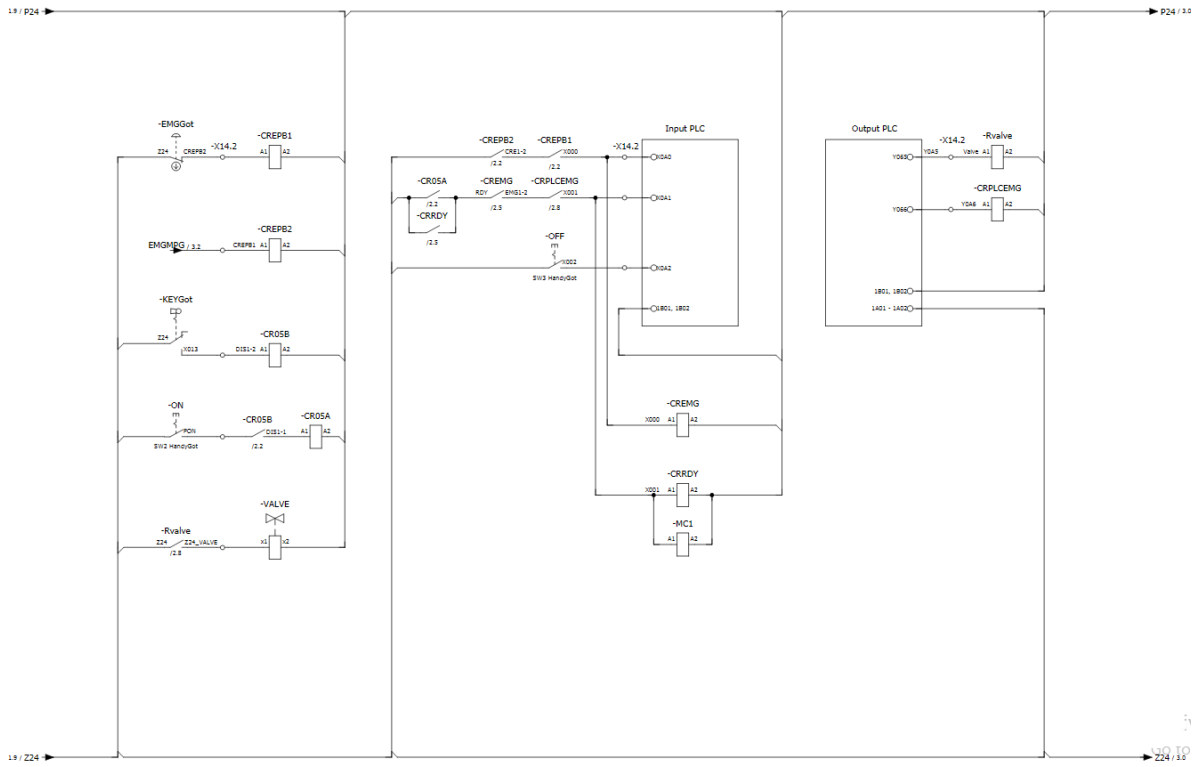 1.9 / P24
P24 / 3.0
-EMGGot
Z24
CREPB2
-X14.2
-CREPB1
A1
A2
EMGMPG / 3.2
CREPB1
-CREPB2
A1
A2
-KEYGot
Z24
X013
DIS1-2
-CR05B
A1
A2
-ON
m
PON
SW2 HandyGot
-CR05B
DIS1-1
/2.2
-CR05A
A1
A2
-Rvalve
Z24
Z24_VALVE
/2.8
-VALVE
x1
x2
-CREPB2
CRE1-2
/2.2
-CREPB1
X000
/2.2
-X14.2
Input PLC
X0A0
-CR05A
/2.2
-CRRDY
/2.5
-CREMG
RDY
EMG1-2
/2.5
-CRPLCEMG
X001
/2.8
X0A1
-OFF
m
X002
SW3 HandyGot
X0A2
1B01, 1B02
-CREMG
X000
A1
A2
-CRRDY
X001
A1
A2
-MC1
A1
A2
Output PLC
Y065
Y0A5
-X14.2
Valve
-Rvalve
A1
A2
Y066
Y0A6
-CRPLCEMG
A1
A2
1B01, 1B02
1A01 - 1A02
1.9 / Z24
Z24 / 3.0